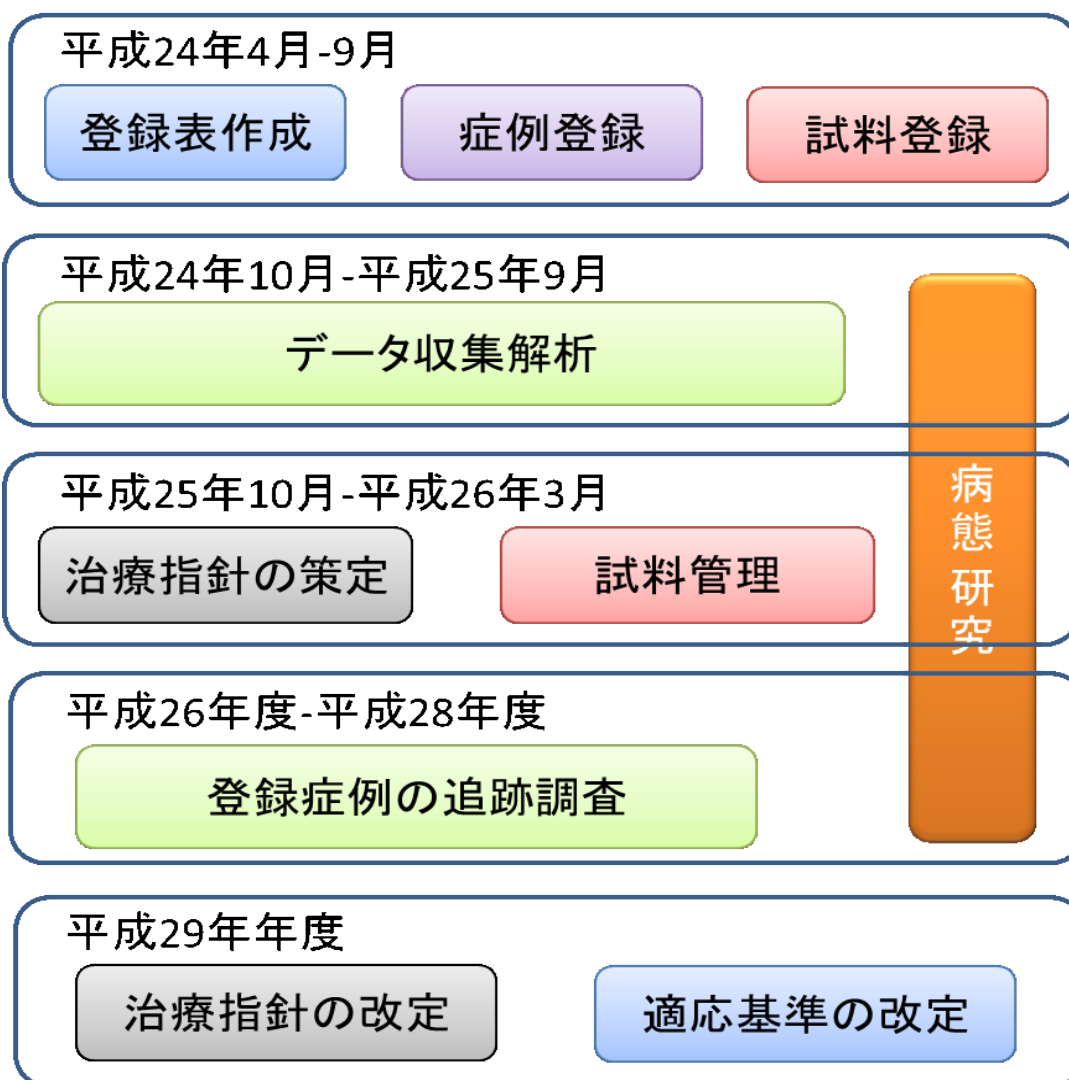 平成24年4月-9月
登録表作成
症例登録
試料登録
平成24年10月-平成25年9月
データ収集解析
平成25年10月-平成26年3月
治療指針の策定
試料管理
病態研究
平成26年度-平成28年度
登録症例の追跡調査
平成29年年度
治療指針の改定
適応基準の改定